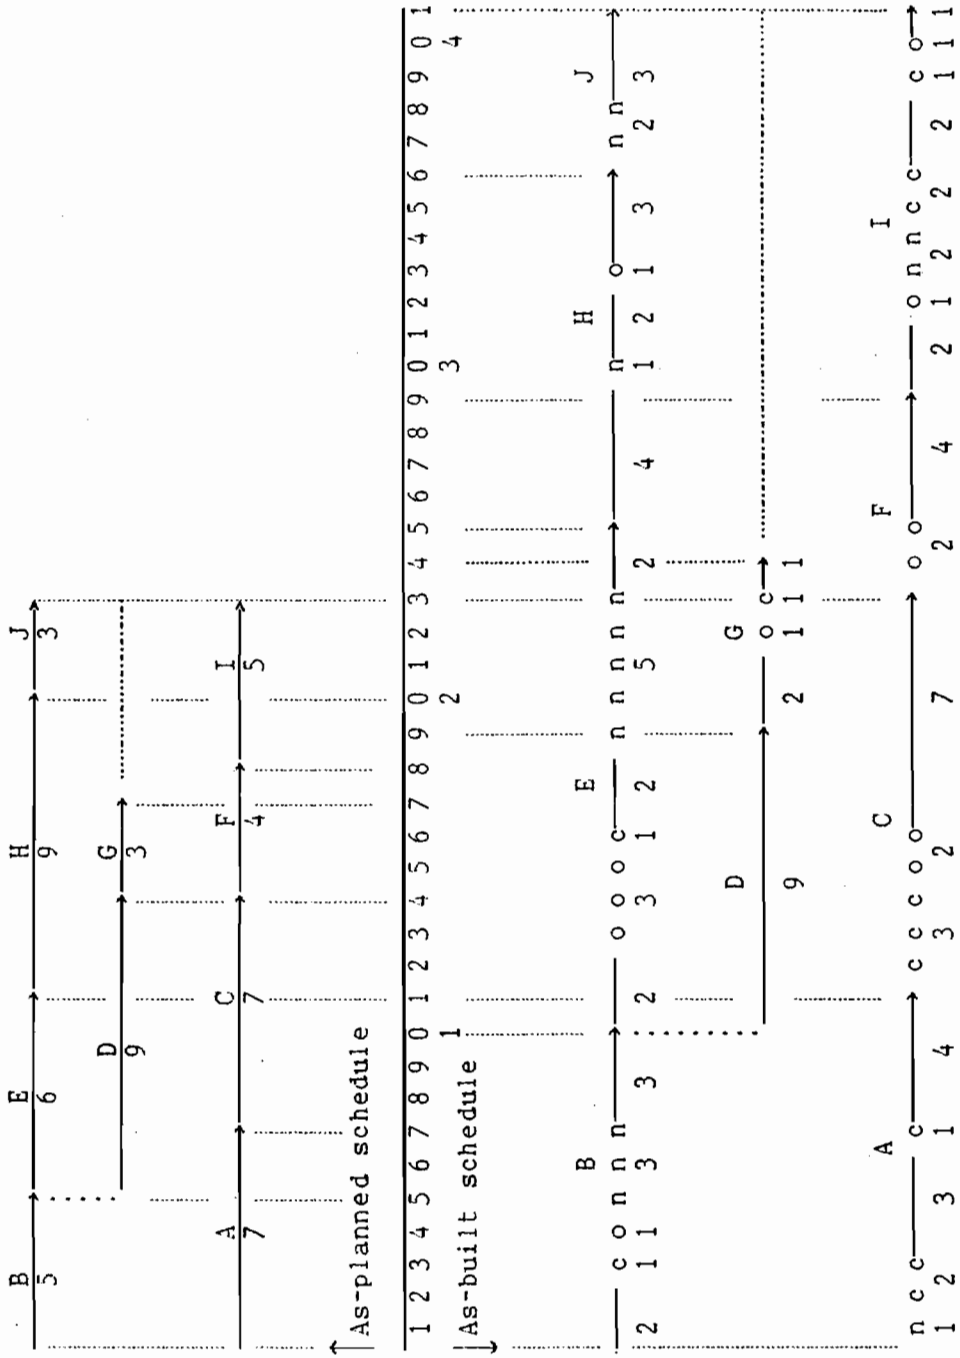 B E H J
5 6 9 3
D G
9 3
A C F I
7 7 4 5
As-planned schedule
1 2 3 4 5 6 7 8 9 0 1 2 3 4 5 6 7 8 9 0 1 2 3 4 5 6 7 8 9 0 1 2 3 4 5 6 7 8 9 0 1
1 2 3 4
As-built schedule
B E H J
c o n n n o o o c n n n n n n o n n
2 1 1 3 3 2 3 1 2 5 2 4 1 2 1 3 2 3
D G
o c
9 2 1 1 1
A C F I
n c c c c c c o o o o o n n c c c o
1 2 3 1 4 3 2 7 2 4 2 1 2 2 2 1 1 1